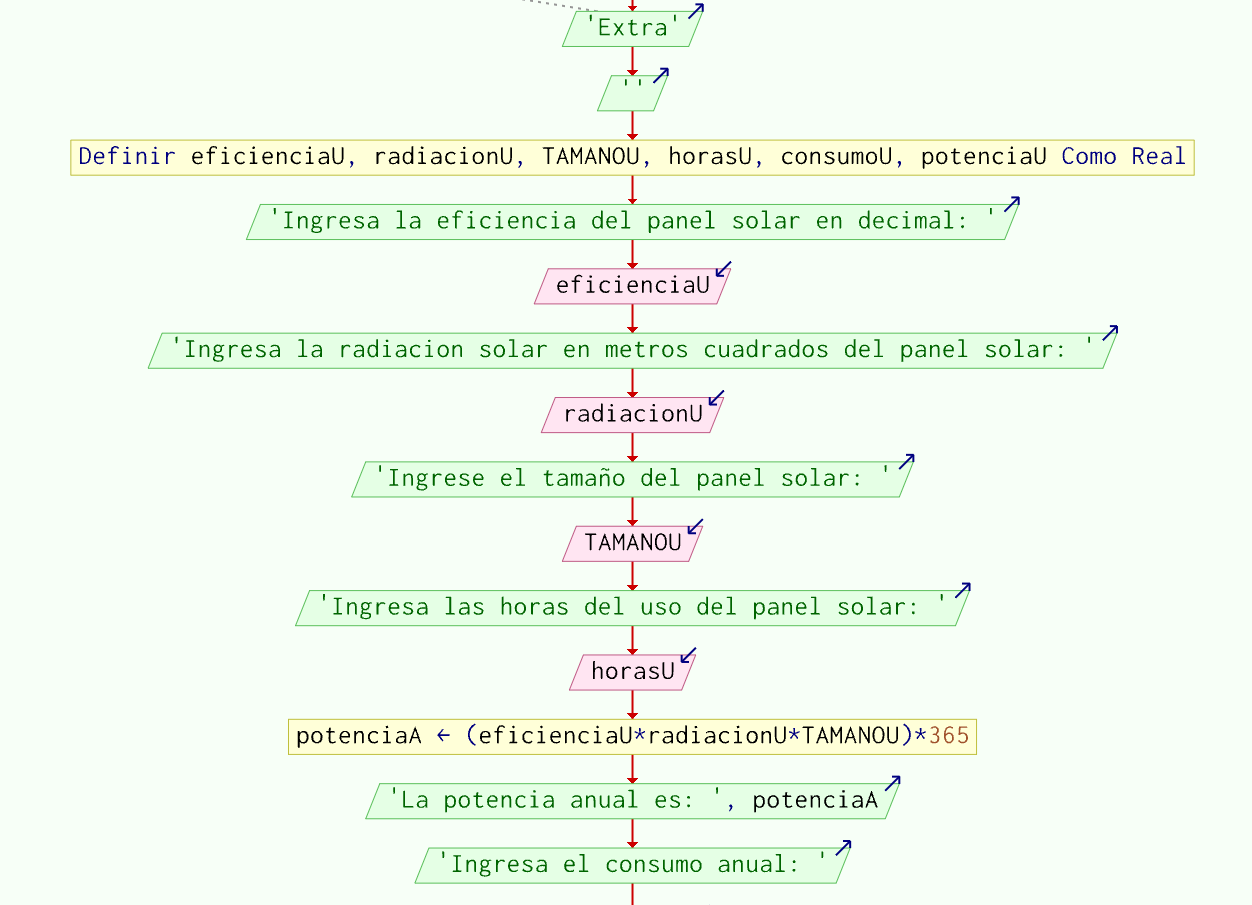 'Extra'
''
Definir eficienciaU, radiacionU, TAMANOU, horasU, consumoU, potenciaU Como Real
'Ingresa la eficiencia del panel solar en decimal: '
eficienciaU
'Ingresa la radiacion solar en metros cuadrados del panel solar: '
radiacionU
'Ingrese el tamaño del panel solar: '
TAMANOU
'Ingresa las horas del uso del panel solar: '
horasU
potenciaA ← (eficienciaU*radiacionU*TAMANOU)*365
'La potencia anual es: ', potenciaA
'Ingresa el consumo anual: '